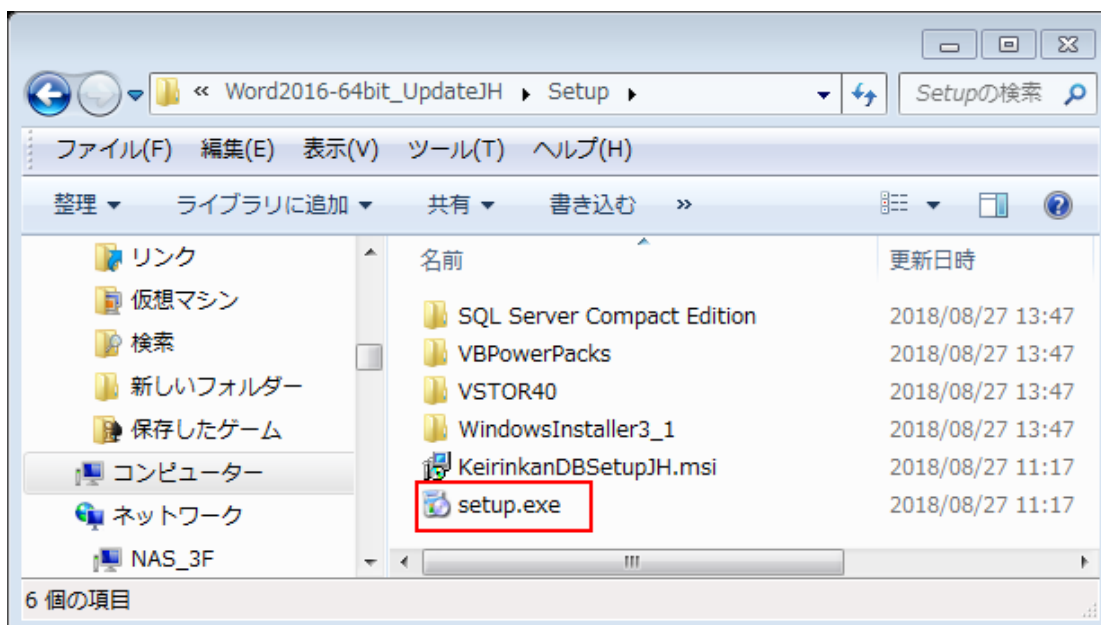 « Word2016-64bit_UpdateJH ▸ Setup ▸ Setupの検索
ファイル(F) 編集(E) 表示(V) ツール(T) ヘルプ(H)
整理 ▼ ライブラリに追加 ▼ 共有 ▼ 書き込む »
リンク
仮想マシン
検索
新しいフォルダー
保存したゲーム
コンピューター
ネットワーク
NAS_3F
名前 更新日時
SQL Server Compact Edition 2018/08/27 13:47
VBPowerPacks 2018/08/27 13:47
VSTOR40 2018/08/27 13:47
WindowsInstaller3_1 2018/08/27 13:47
KeirinkanDBSetupJH.msi 2018/08/27 11:17
setup.exe 2018/08/27 11:17
6 個の項目